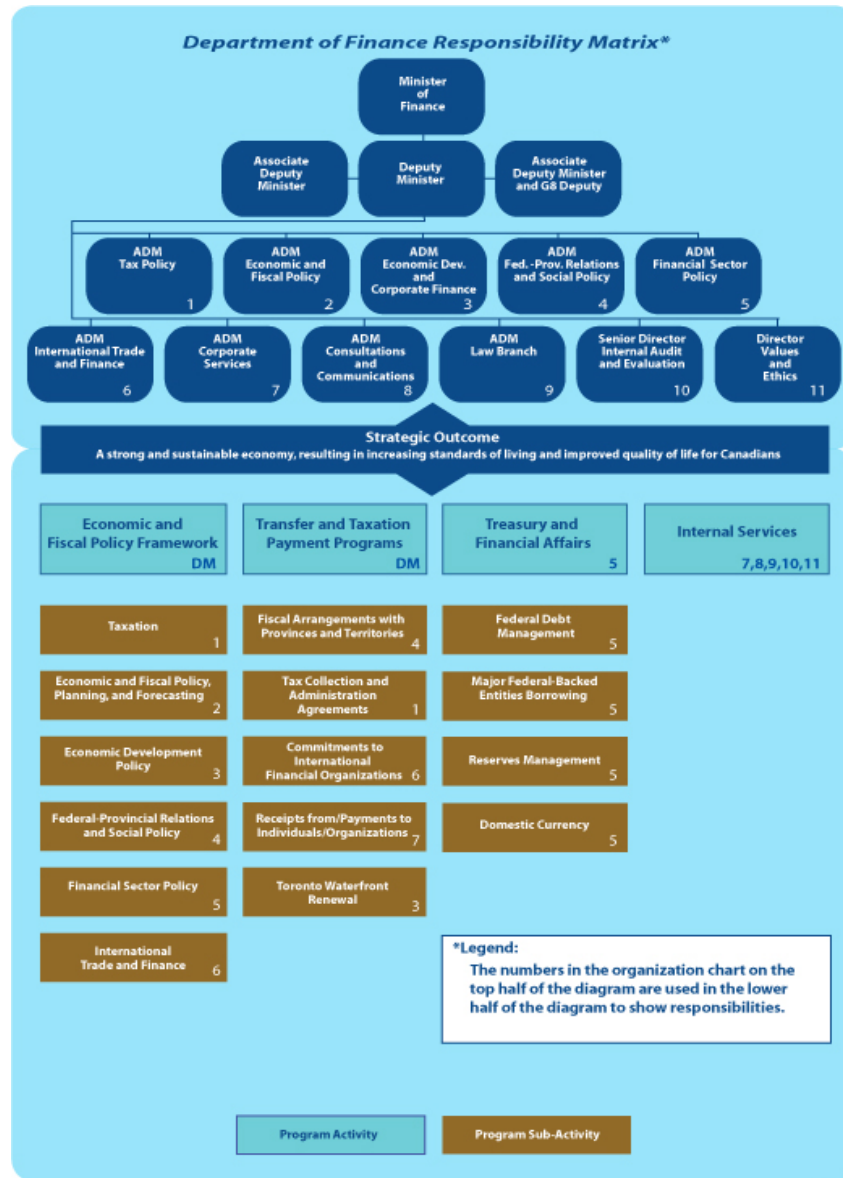 Department of Finance Responsibility Matrix*
Minister
of
Finance
Associate
Deputy
Minister
Deputy
Minister
Associate
Deputy Minister
and G8 Deputy
ADM
Tax Policy
1
ADM
Economic and
Fiscal Policy
2
ADM
Economic Dev.
and
Corporate Finance
3
ADM
Fed.-Prov. Relations
and Social Policy
4
ADM
Financial Sector
Policy
5
ADM
International Trade
and Finance
6
ADM
Corporate
Services
7
ADM
Consultations
and
Communications
8
ADM
Law Branch
9
Senior Director
Internal Audit
and Evaluation
10
Director
Values
and
Ethics
11
Strategic Outcome
A strong and sustainable economy, resulting in increasing standards of living and improved quality of life for Canadians
Economic and
Fiscal Policy Framework
DM
Transfer and Taxation
Payment Programs
DM
Treasury and
Financial Affairs
5
Internal Services
7,8,9,10,11
Taxation
1
Economic and Fiscal Policy,
Planning, and Forecasting
2
Economic Development
Policy
3
Federal-Provincial Relations
and Social Policy
4
Financial Sector Policy
5
International
Trade and Finance
6
Fiscal Arrangements with
Provinces and Territories
4
Tax Collection and
Administration
Agreements
1
Commitments to
International
Financial Organizations
6
Receipts from/Payments to
Individuals/Organizations
7
Toronto Waterfront
Renewal
3
Federal Debt
Management
5
Major Federal-Backed
Entities Borrowing
5
Reserves Management
5
Domestic Currency
5
*Legend:
The numbers in the organization chart on the
top half of the diagram are used in the lower
half of the diagram to show responsibilities.
Program Activity
Program Sub-Activity